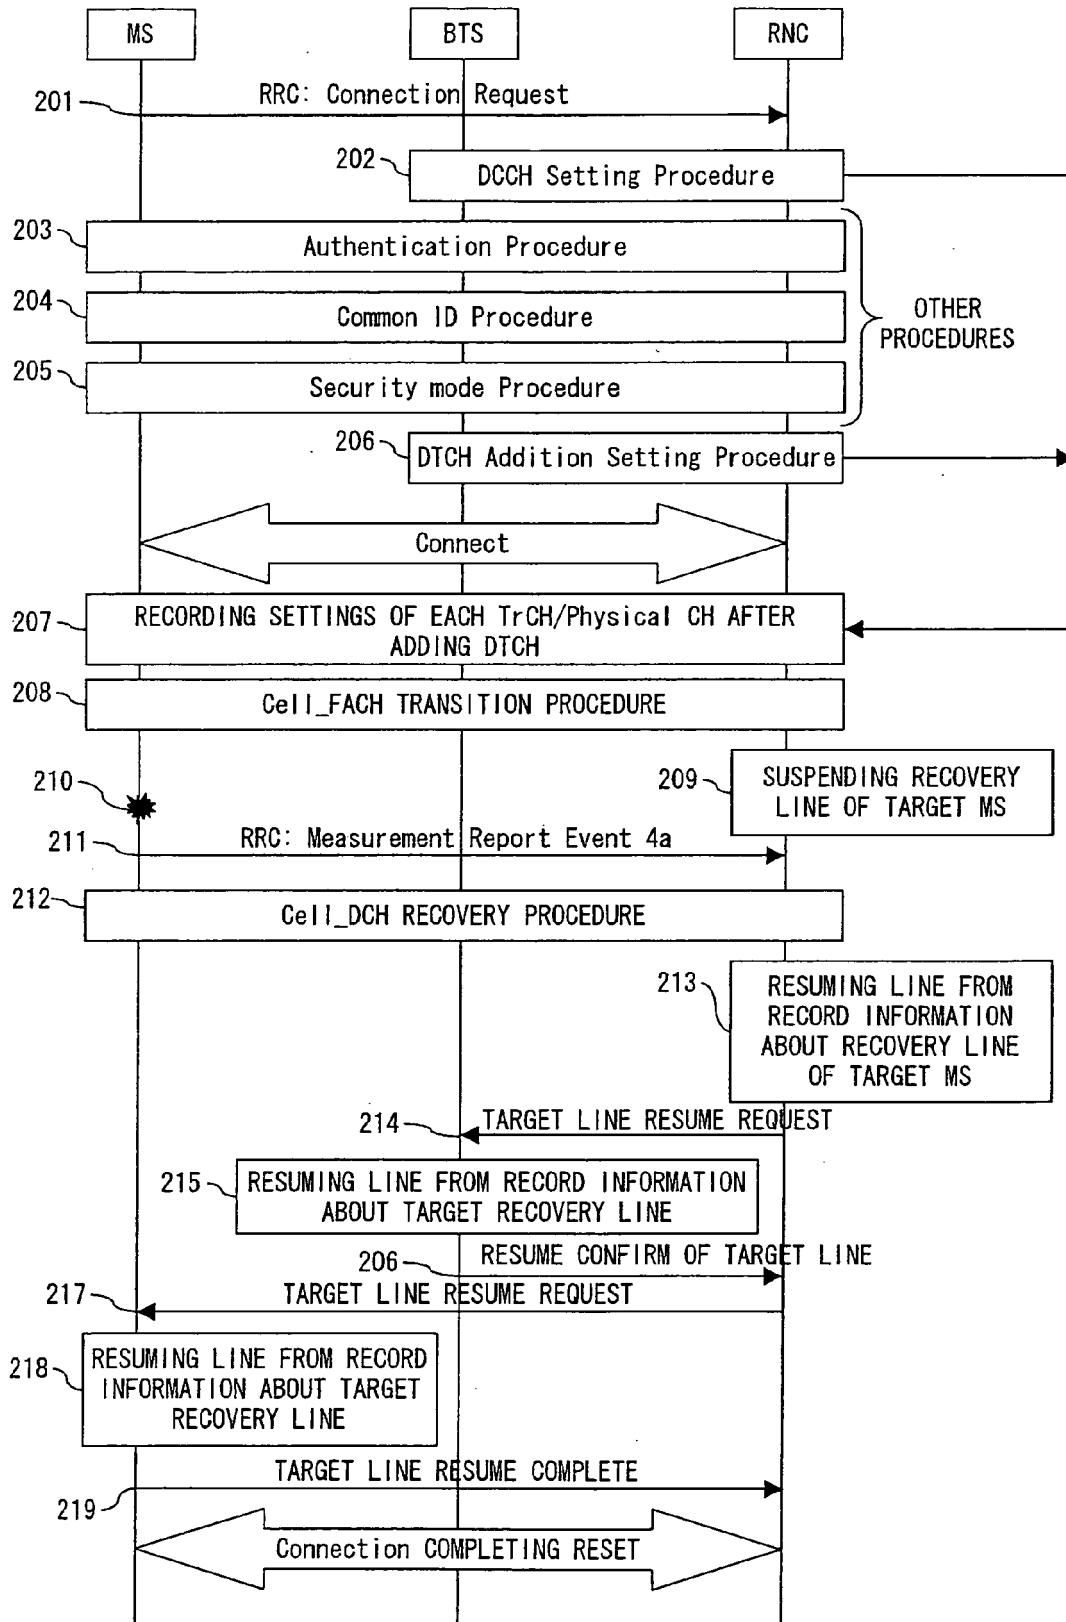 MS
BTS
RNC
201
RRC: Connection Request
202
DCCH Setting Procedure
203
Authentication Procedure
204
Common ID Procedure
OTHER
PROCEDURES
205
Security mode Procedure
206
DTCH Addition Setting Procedure
Connect
207
RECORDING SETTINGS OF EACH TrCH/Physical CH AFTER
ADDING DTCH
208
Cell_FACH TRANSITION PROCEDURE
210
209
SUSPENDING RECOVERY
LINE OF TARGET MS
211
RRC: Measurement Report Event 4a
212
Cell_DCH RECOVERY PROCEDURE
213
RESUMING LINE FROM
RECORD INFORMATION
ABOUT RECOVERY LINE
OF TARGET MS
214
TARGET LINE RESUME REQUEST
215
RESUMING LINE FROM RECORD INFORMATION
ABOUT TARGET RECOVERY LINE
206
RESUME CONFIRM OF TARGET LINE
217
TARGET LINE RESUME REQUEST
218
RESUMING LINE FROM RECORD
INFORMATION ABOUT TARGET
RECOVERY LINE
TARGET LINE RESUME COMPLETE
219
Connection COMPLETING RESET